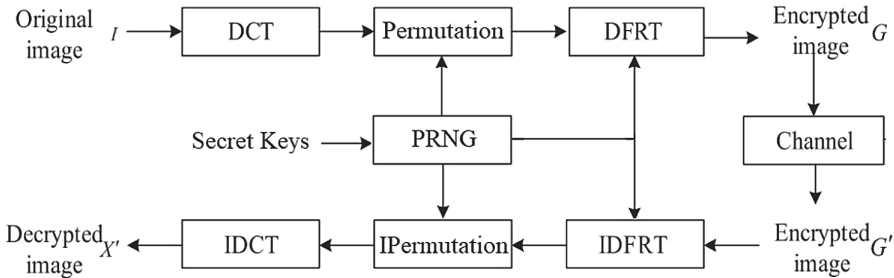 Original
image I
DCT
Permutation
DFRT
Encrypted
image G
Secret Keys
PRNG
Channel
Decrypted
image X'
IDCT
IPermutation
IDFRT
Encrypted
image G'